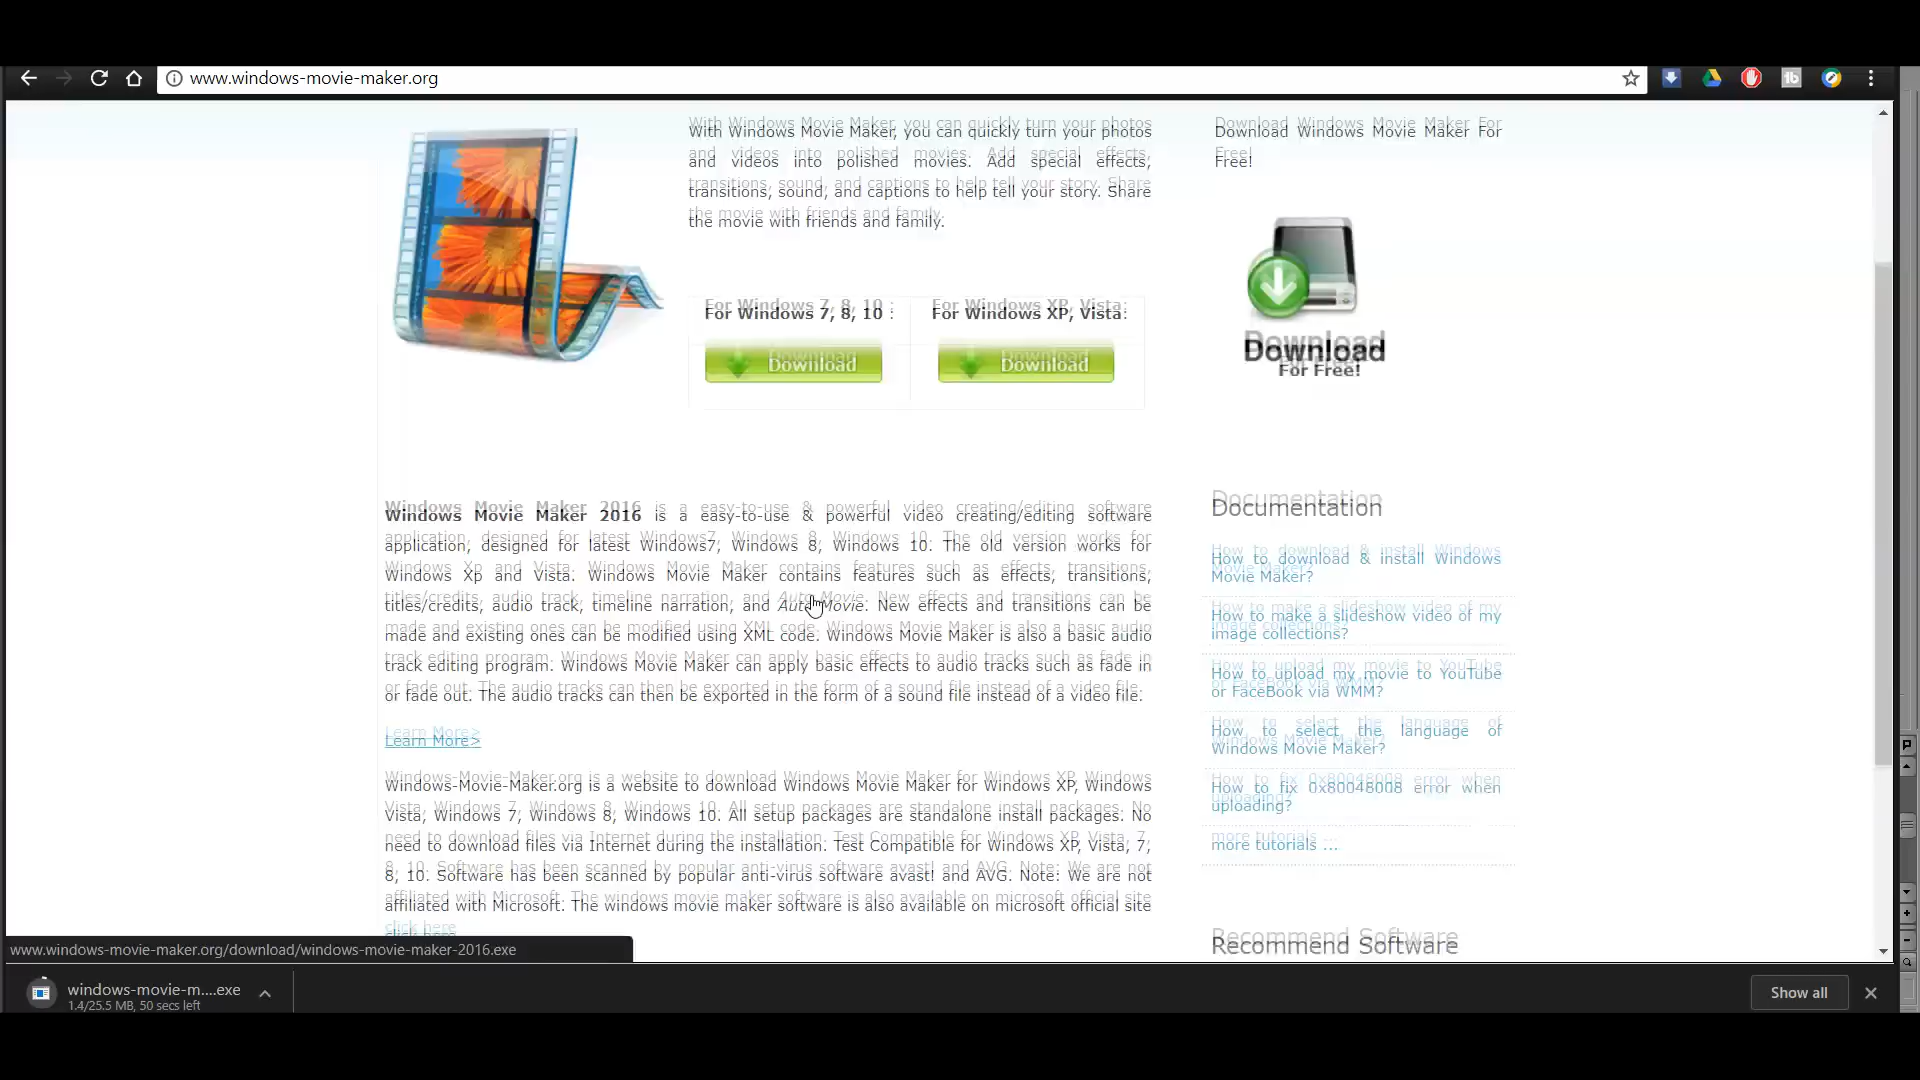 www.windows-movie-maker.org
With Windows Movie Maker, you can quickly turn your photos
and videos into polished movies. Add special effects,
transitions, sound, and captions to help tell your story. Share
the movie with friends and family.
Download Windows Movie Maker For
Free!
For Windows 7, 8, 10 :
For Windows XP, Vista:
Download
Download
Download
For Free!
Windows Movie Maker 2016 is a easy-to-use & powerful video creating/editing software
application, designed for latest Windows7, Windows 8, Windows 10. The old version works for
Windows Xp and Vista. Windows Movie Maker contains features such as effects, transitions,
titles/credits, audio track, timeline narration, and AutoMovie. New effects and transitions can be
made and existing ones can be modified using XML code. Windows Movie Maker is also a basic audio
track editing program. Windows Movie Maker can apply basic effects to audio tracks such as fade in
or fade out. The audio tracks can then be exported in the form of a sound file instead of a video file.
Learn More>
Windows-Movie-Maker.org is a website to download Windows Movie Maker for Windows XP, Windows
Vista, Windows 7, Windows 8, Windows 10. All setup packages are standalone install packages. No
need to download files via Internet during the installation. Test Compatible for Windows XP, Vista, 7,
8, 10. Software has been scanned by popular anti-virus software avast! and AVG. Note: We are not
affiliated with Microsoft. The windows movie maker software is also available on microsoft official site
click here
Documentation
How to download & install Windows
Movie Maker?
How to make a slideshow video of my
image collections?
How to upload my movie to YouTube
or FaceBook via WMM?
How to select the language of
Windows Movie Maker?
How to fix 0x80048008 error when
uploading?
more tutorials ...
Recommend Software
www.windows-movie-maker.org/download/windows-movie-maker-2016.exe
windows-movie-m....exe
1.4/25.5 MB, 50 secs left
Show all